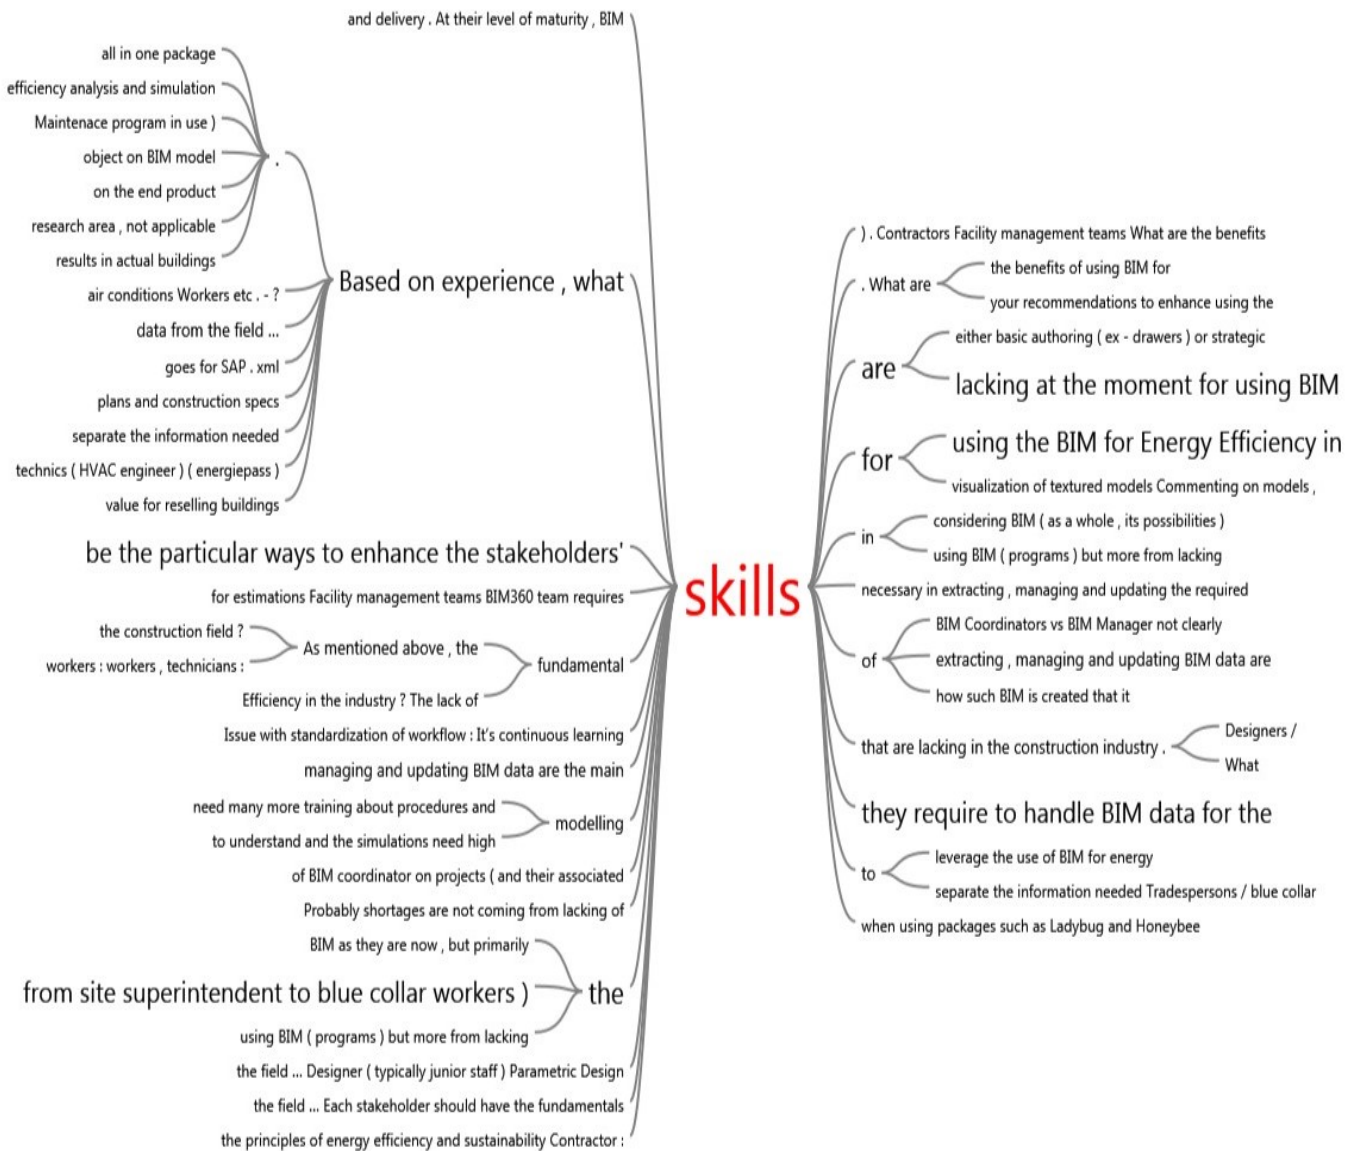 and delivery . At their level of maturity , BIM
all in one package
efficiency analysis and simulation
Maintenace program in use )
object on BIM model
on the end product
research area , not applicable
results in actual buildings
.
air conditions Workers etc . - ?
data from the field ...
goes for SAP . xml
plans and construction specs
separate the information needed
technics ( HVAC engineer ) ( energiepass )
value for reselling buildings
Based on experience , what
be the particular ways to enhance the stakeholders'
for estimations Facility management teams BIM360 team requires
the construction field ?
workers : workers , technicians :
As mentioned above , the
Efficiency in the industry ? The lack of
fundamental
Issue with standardization of workflow : It's continuous learning
managing and updating BIM data are the main
need many more training about procedures and
to understand and the simulations need high
modelling
of BIM coordinator on projects ( and their associated
Probably shortages are not coming from lacking of
BIM as they are now , but primarily
from site superintendent to blue collar workers )
using BIM ( programs ) but more from lacking
the
the field ... Designer ( typically junior staff ) Parametric Design
the field ... Each stakeholder should have the fundamentals
the principles of energy efficiency and sustainability Contractor :
skills
) . Contractors Facility management teams What are the benefits
. What are
the benefits of using BIM for
your recommendations to enhance using the
are
either basic authoring ( ex - drawers ) or strategic
lacking at the moment for using BIM
for
using the BIM for Energy Efficiency in
visualization of textured models Commenting on models ,
in
considering BIM ( as a whole , its possibilities )
using BIM ( programs ) but more from lacking
necessary in extracting , managing and updating the required
of
BIM Coordinators vs BIM Manager not clearly
extracting , managing and updating BIM data are
how such BIM is created that it
that are lacking in the construction industry .
Designers /
What
they require to handle BIM data for the
to
leverage the use of BIM for energy
separate the information needed Tradespersons / blue collar
when using packages such as Ladybug and Honeybee